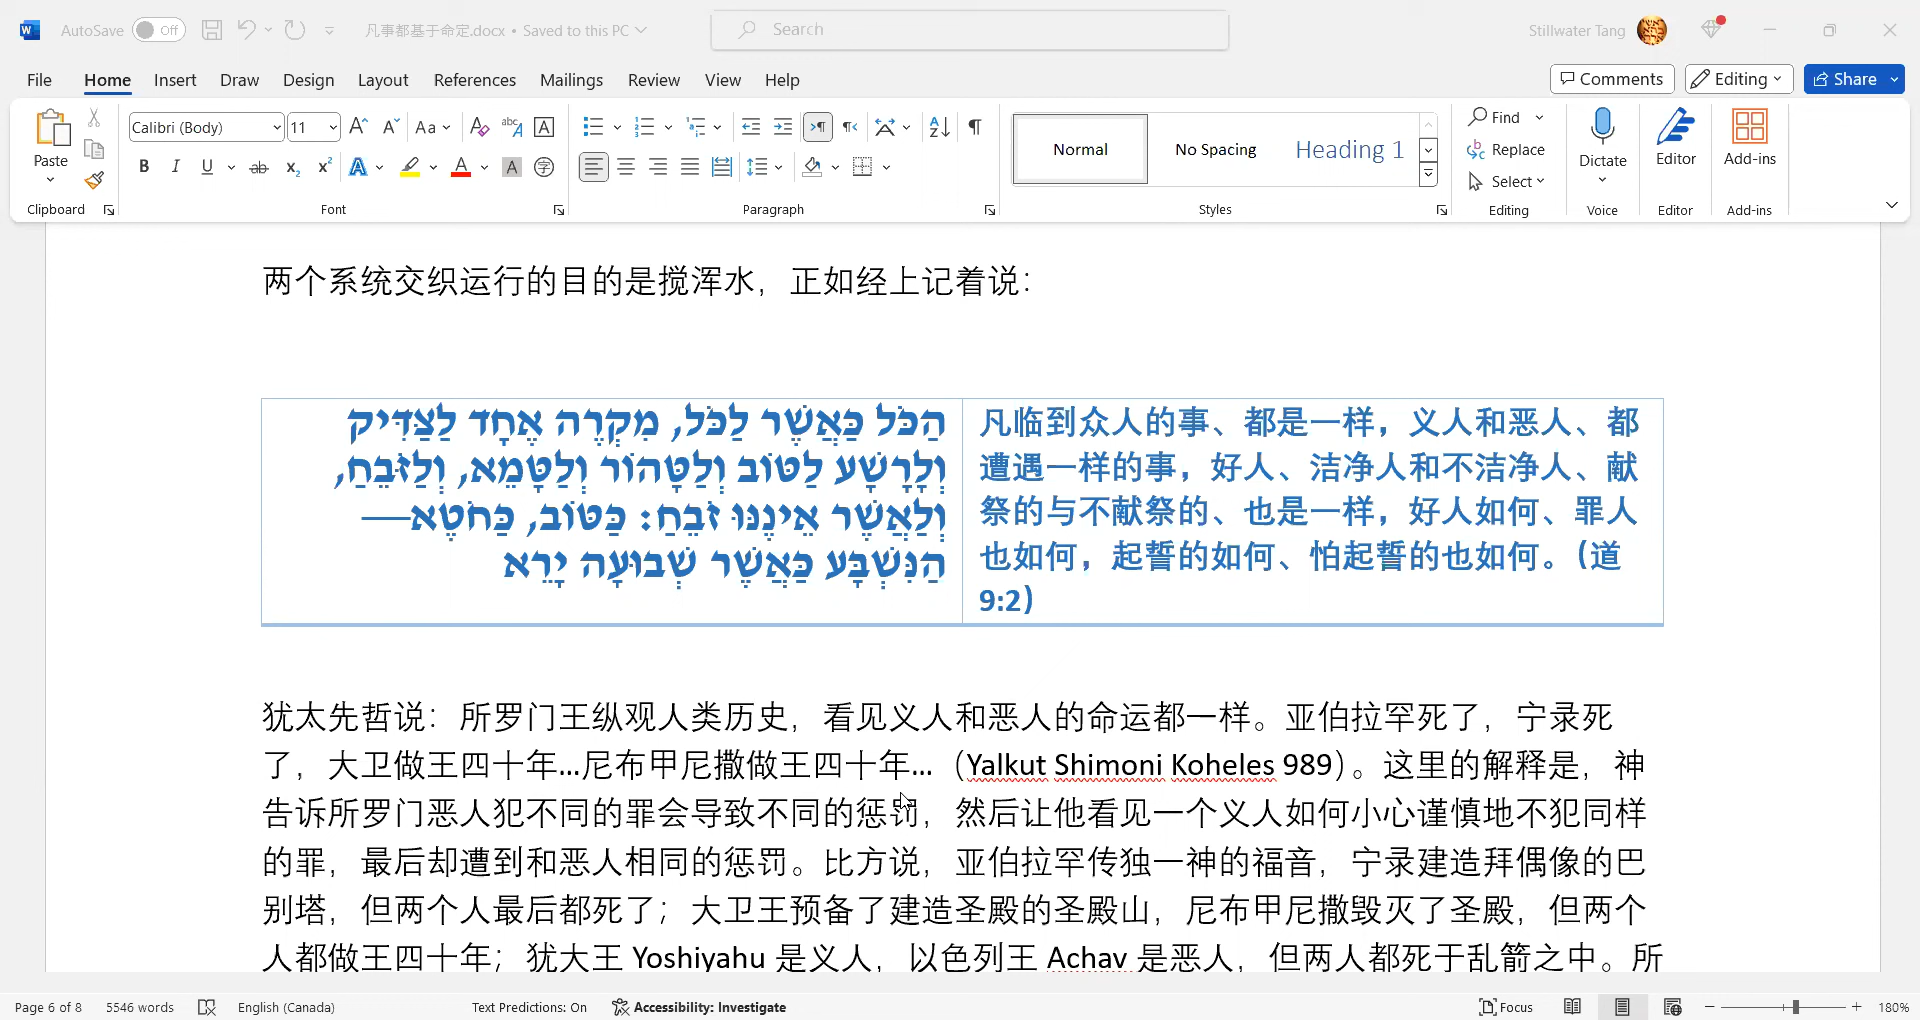 AutoSave Off 凡事都基于命定.docx • Saved to this PC Search Stillwater Tang
File Home Insert Draw Design Layout References Mailings Review View Help Comments Editing Share
Paste
Clipboard
Calibri (Body) 11
Font
Paragraph
Normal No Spacing Heading 1
Styles
Find
Replace
Select
Editing
Dictate
Voice
Editor
Editor
Add-ins
Add-ins
两个系统交织运行的目的是搅浑水，正如经上记着说：
הַכֹּל כַּאֲשֶׁר לַכֹּל, מִקְרֶה אֶחָד לַצַּדִּיק
וְלָרָשָׁע לַטּוֹב וְלַטָּהוֹר וְלַטָּמֵא, וְלַזֹּבֵחַ,
וְלַאֲשֶׁר אֵינֶנּוּ זֹבֵחַ: כַּטּוֹב, כַּחֹטֶא—
הַנִּשְׁבָּע כַּאֲשֶׁר שְׁבוּעָה יָרֵא
凡临到众人的事、都是一样，义人和恶人、都
遭遇一样的事，好人、洁净人和不洁净人、献
祭的与不献祭的、也是一样，好人如何、罪人
也如何，起誓的如何、怕起誓的也如何。（道
9:2）
犹太先哲说：所罗门王纵观人类历史，看见义人和恶人的命运都一样。亚伯拉罕死了，宁录死
了，大卫做王四十年...尼布甲尼撒做王四十年...（Yalkut Shimoni Koheles 989）。这里的解释是，神
告诉所罗门恶人犯不同的罪会导致不同的惩罚，然后让他看见一个义人如何小心谨慎地不犯同样
的罪，最后却遭到和恶人相同的惩罚。比方说，亚伯拉罕传独一神的福音，宁录建造拜偶像的巴
别塔，但两个人最后都死了；大卫王预备了建造圣殿的圣殿山，尼布甲尼撒毁灭了圣殿，但两个
人都做王四十年；犹大王 Yoshiyahu 是义人，以色列王 Achav 是恶人，但两人都死于乱箭之中。所
Page 6 of 8 5546 words English (Canada) Text Predictions: On Accessibility: Investigate Focus 180%